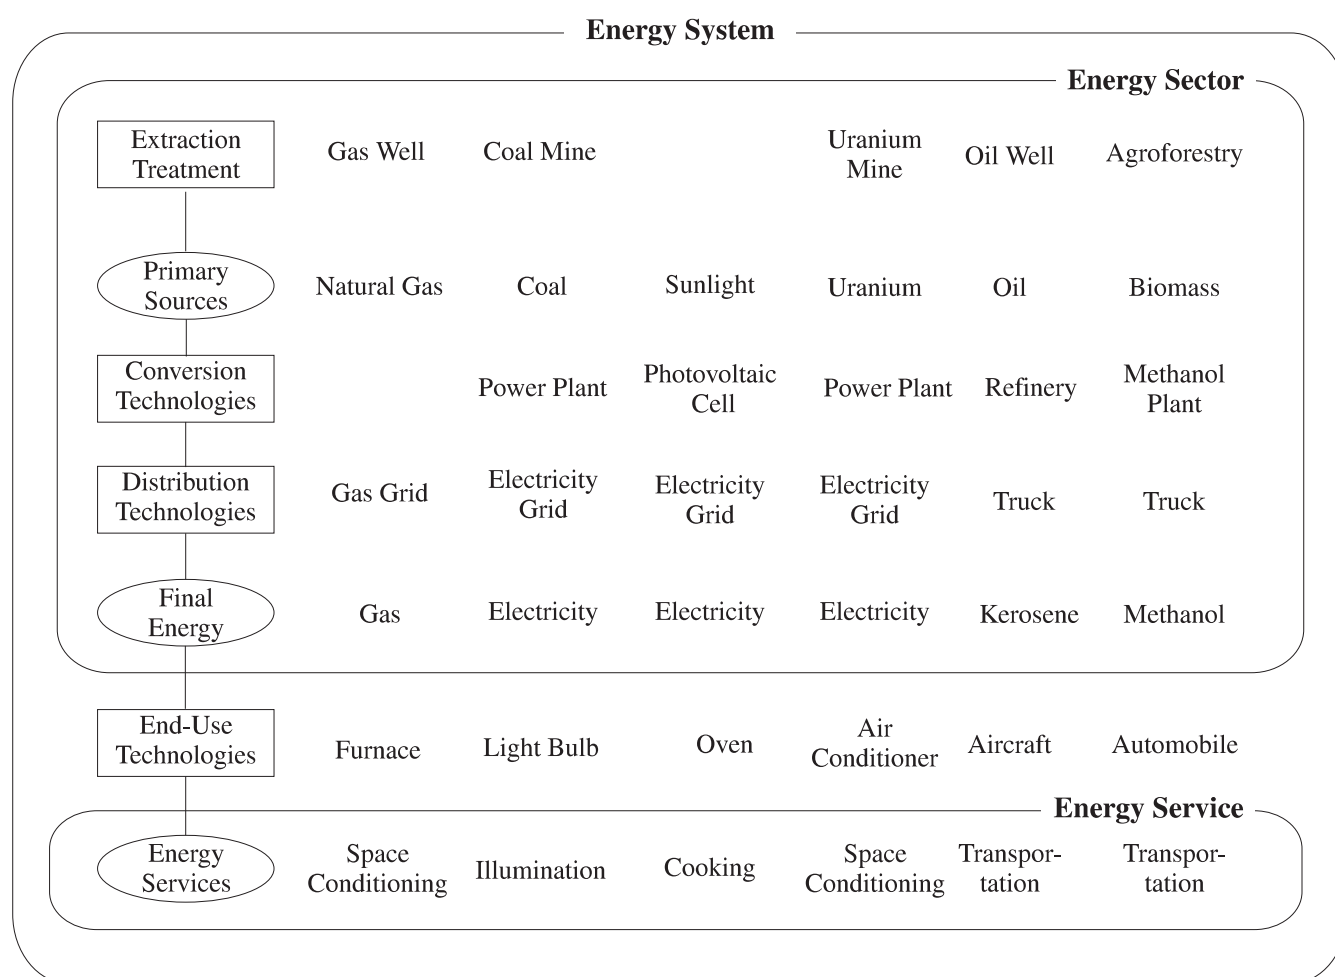 Energy System
Energy Sector
Extraction
Treatment
Gas Well
Coal Mine
Uranium
Mine
Oil Well
Agroforestry
Primary
Sources
Natural Gas
Coal
Sunlight
Uranium
Oil
Biomass
Conversion
Technologies
Power Plant
Photovoltaic
Cell
Power Plant
Refinery
Methanol
Plant
Distribution
Technologies
Gas Grid
Electricity
Grid
Electricity
Grid
Electricity
Grid
Truck
Truck
Final
Energy
Gas
Electricity
Electricity
Electricity
Kerosene
Methanol
End-Use
Technologies
Furnace
Light Bulb
Oven
Air
Conditioner
Aircraft
Automobile
Energy Service
Energy
Services
Space
Conditioning
Illumination
Cooking
Space
Conditioning
Transpor-
tation
Transpor-
tation